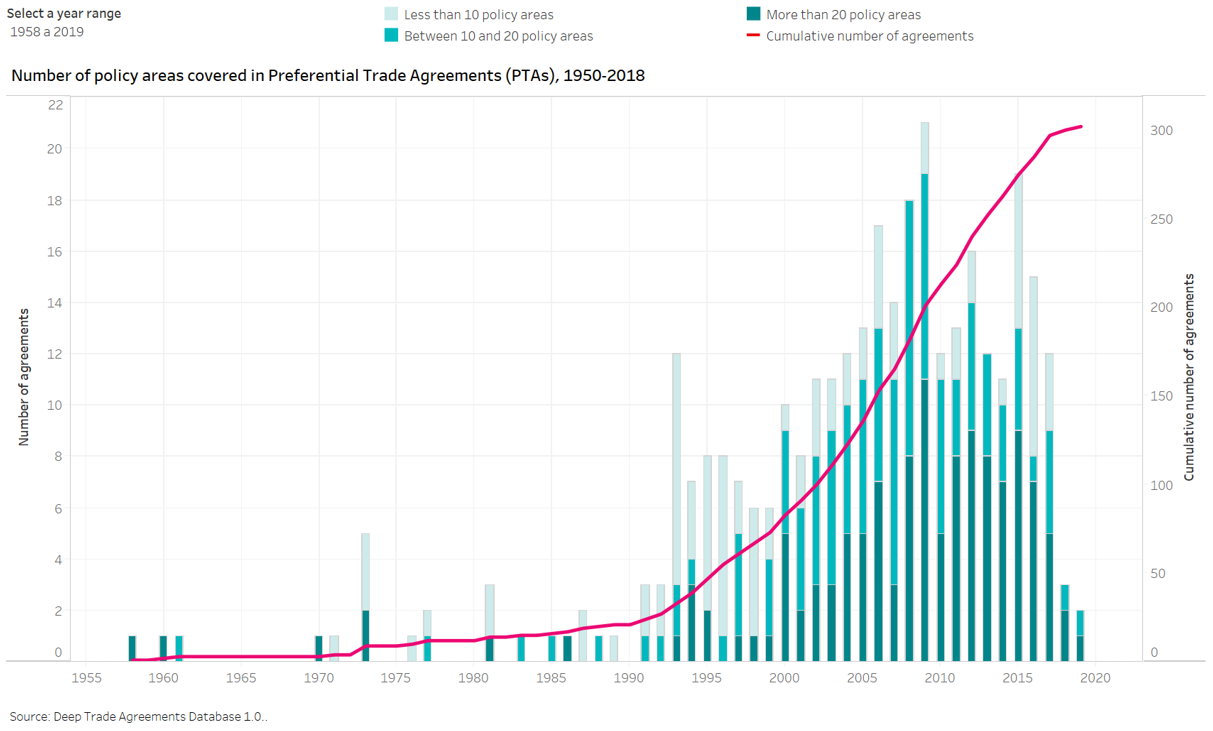 Select a year range
1958 a 2019
Less than 10 policy areas
Between 10 and 20 policy areas
More than 20 policy areas
Cumulative number of agreements
Number of policy areas covered in Preferential Trade Agreements (PTAs), 1950-2018
22
20
18
16
14
12
10
8
6
4
2
0
Number of agreements
300
250
200
150
100
50
0
Cumulative number of agreements
1955 1960 1965 1970 1975 1980 1985 1990 1995 2000 2005 2010 2015 2020
Source: Deep Trade Agreements Database 1.0..